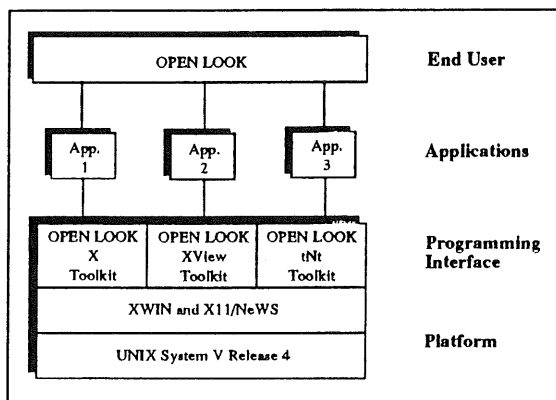 OPEN LOOK
End User
App.
1
App.
2
App.
3
Applications
OPEN LOOK
X
Toolkit
OPEN LOOK
XView
Toolkit
OPEN LOOK
tNt
Toolkit
Programming
Interface
XWIN and X11/NeWS
UNIX System V Release 4
Platform